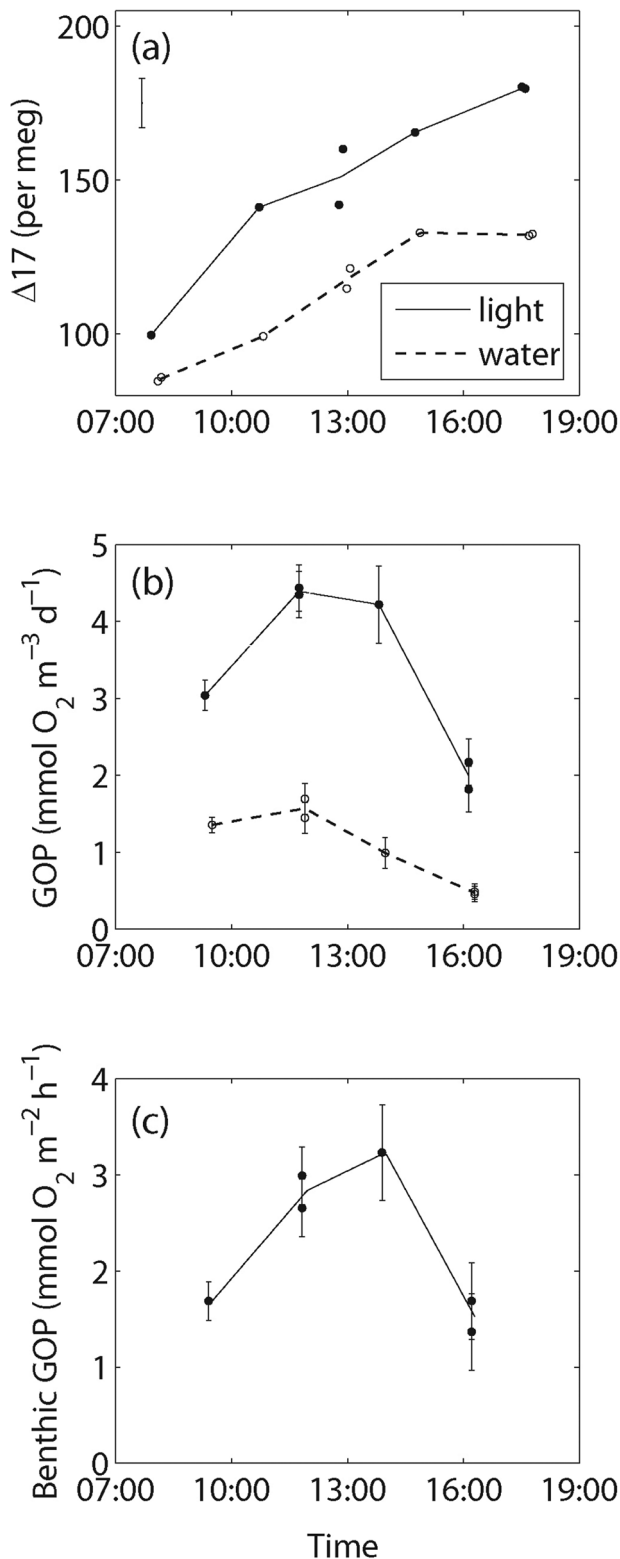 (a)
200
150
100
Δ17 (per meg)
light
water
07:00 10:00 13:00 16:00 19:00
(b)
5
4
3
2
1
0
GOP (mmol O₂ m⁻³ d⁻¹)
07:00 10:00 13:00 16:00 19:00
(c)
4
3
2
1
0
Benthic GOP (mmol O₂ m⁻² h⁻¹)
07:00 10:00 13:00 16:00 19:00
Time